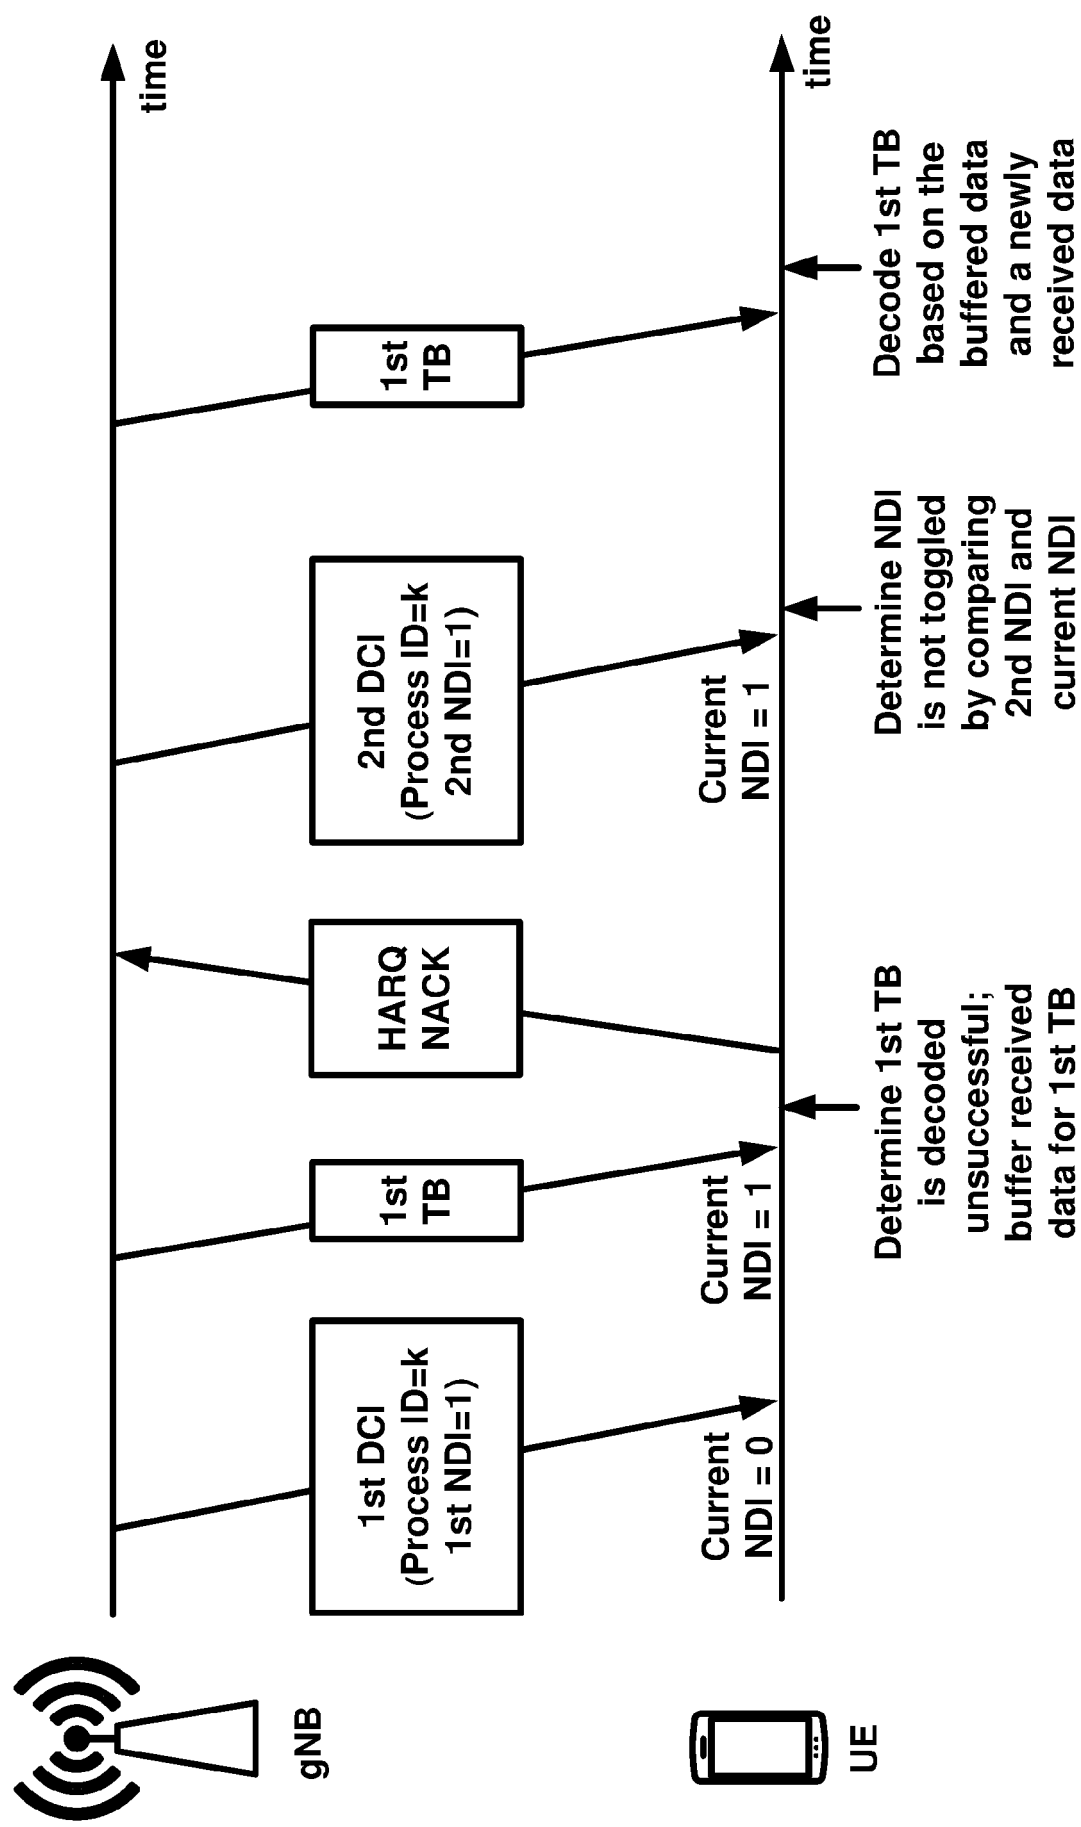 gNB
time
1st DCI
(Process ID=k
1st NDI=1)
1st
TB
HARQ
NACK
2nd DCI
(Process ID=k
2nd NDI=1)
1st
TB
Current
NDI = 0
Current
NDI = 1
Current
NDI = 1
UE
time
Determine 1st TB
is decoded
unsuccessful;
buffer received
data for 1st TB
Determine NDI
is not toggled
by comparing
2nd NDI and
current NDI
Decode 1st TB
based on the
buffered data
and a newly
received data